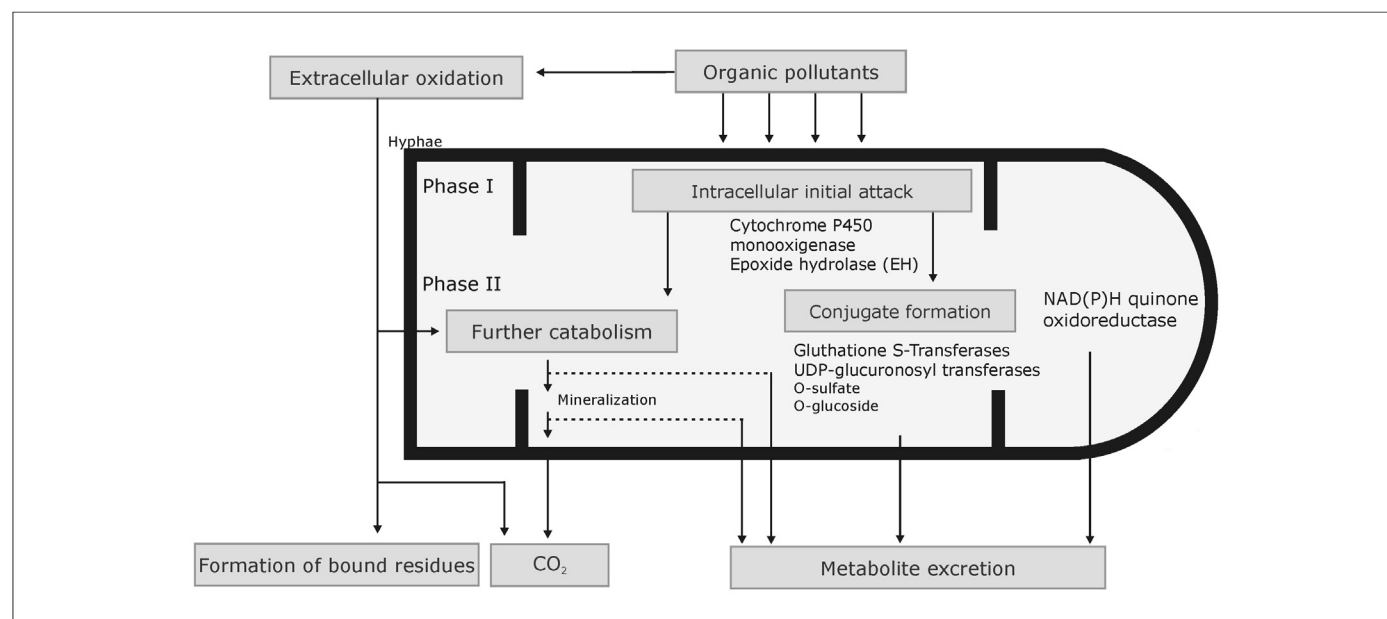 Organic pollutants
Extracellular oxidation
Hyphae
Phase I
Intracellular initial attack
Cytochrome P450
monooxigenase
Epoxide hydrolase (EH)
Phase II
NAD(P)H quinone
oxidoreductase
Conjugate formation
Further catabolism
Gluthatione S-Transferases
UDP-glucuronosyl transferases
O-sulfate
O-glucoside
Mineralization
Formation of bound residues
CO₂
Metabolite excretion